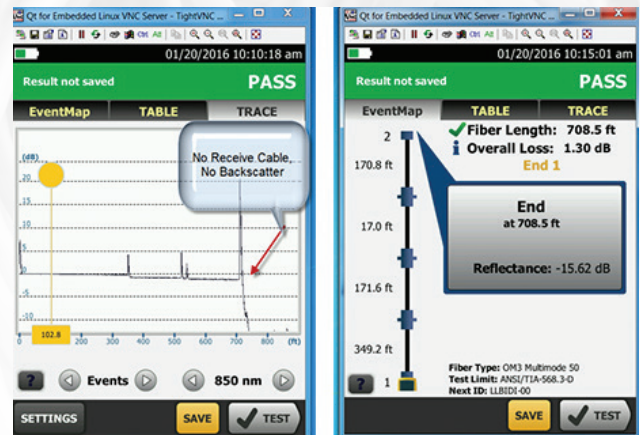 Qt for Embedded Linux VNC Server - TightVNC ...
01/20/2016 10:10:18 am
Result not saved
PASS
EventMap TABLE TRACE
No Receive Cable,
No Backscatter
(dB)
20
15
10
5
0
-5
-10
102.8
0 200 300 400 500 600 700 800 (ft)
? Events 850 nm
SETTINGS SAVE TEST
Qt for Embedded Linux VNC Server - TightVNC ...
01/20/2016 10:15:01 am
Result not saved
PASS
EventMap TABLE TRACE
2
Fiber Length: 708.5 ft
i Overall Loss: 1.30 dB
End 1
170.8 ft
End
at 708.5 ft
17.0 ft
Reflectance: -15.62 dB
171.6 ft
349.2 ft
Fiber Type: OM3 Multimode 50
Test Limit: ANSI/TIA-568.3-D
? 1
Next ID: LLBIDI-00
SAVE TEST